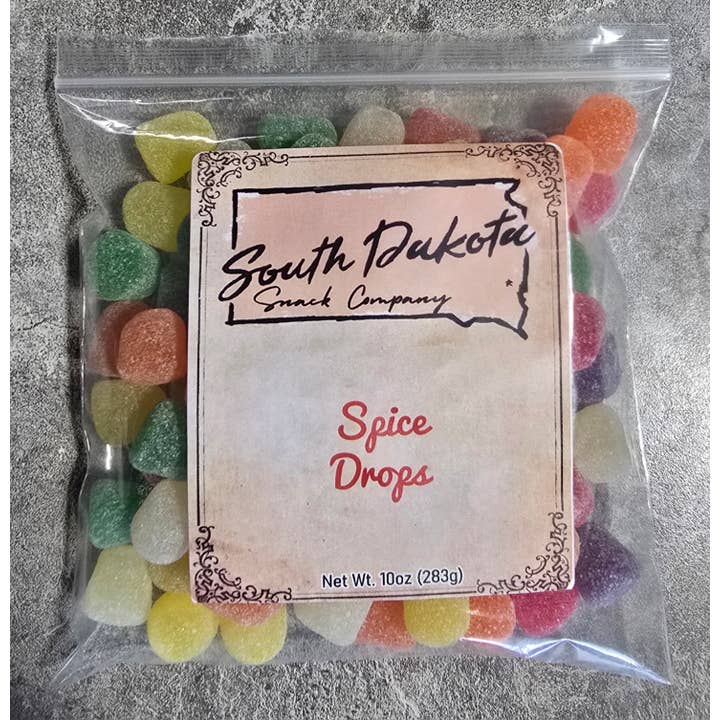 South Dakota
Snack Company
*
Spice
Drops
Net Wt. 10oz (283g)